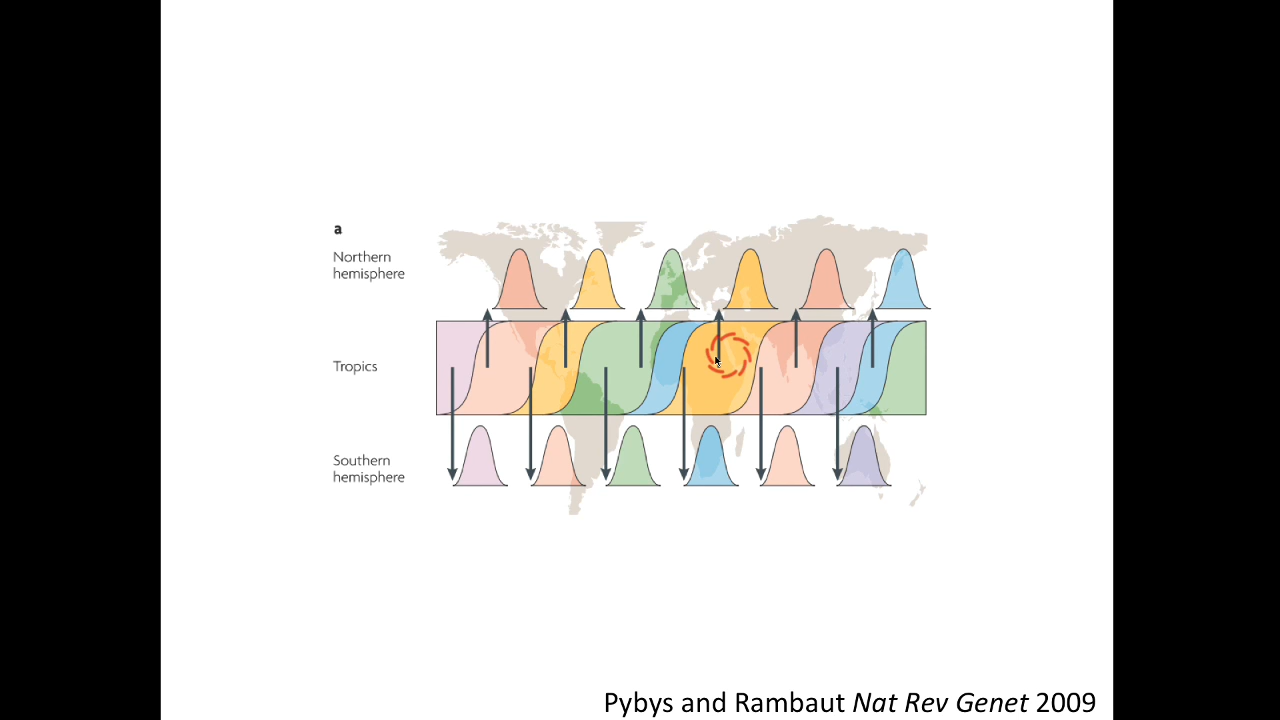 a
Northern
hemisphere
Tropics
Southern
hemisphere
Pybys and Rambaut Nat Rev Genet 2009